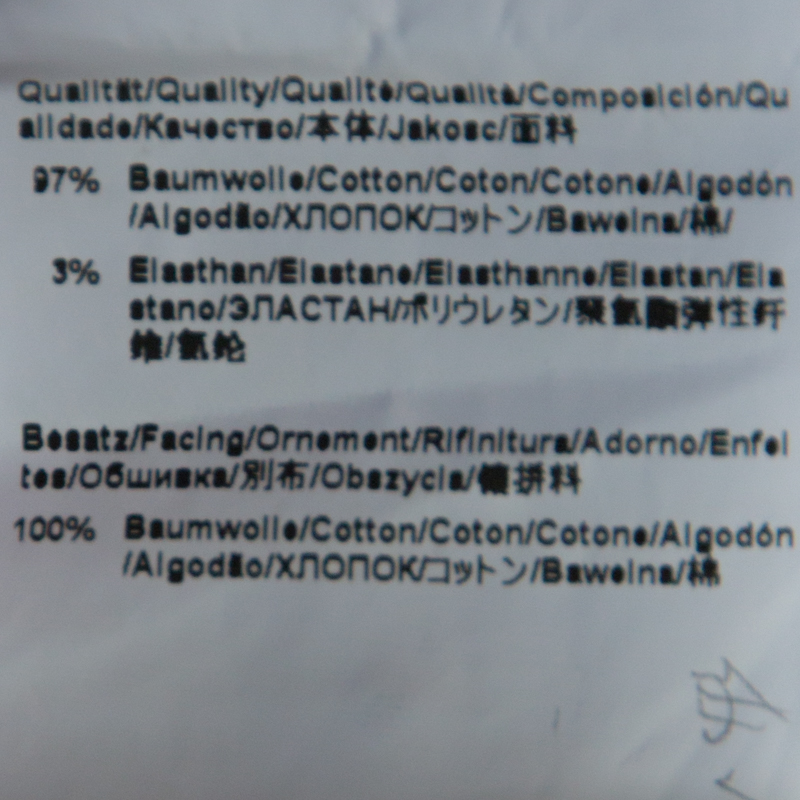 Qualität/Quality/Qualité/Qualità/Composición/Qu
alidade/Качество/本体/Jakosc/面料
97% Baumwolle/Cotton/Coton/Cotone/Algodón
/Algodão/ХЛОПОК/コットン/Bawelna/棉/
3% Elasthan/Elastane/Elasthanne/Elastan/Ela
stano/ЭЛАСТАН/ポリウレタン/聚氨酯弹性纤
维/氨纶
Besatz/Facing/Ornement/Rifinitura/Adorno/Enfei
tes/Обшивка/別布/Obszycia/镶拼料
100% Baumwolle/Cotton/Coton/Cotone/Algodón
/Algodão/ХЛОПОК/コットン/Bawelna/棉